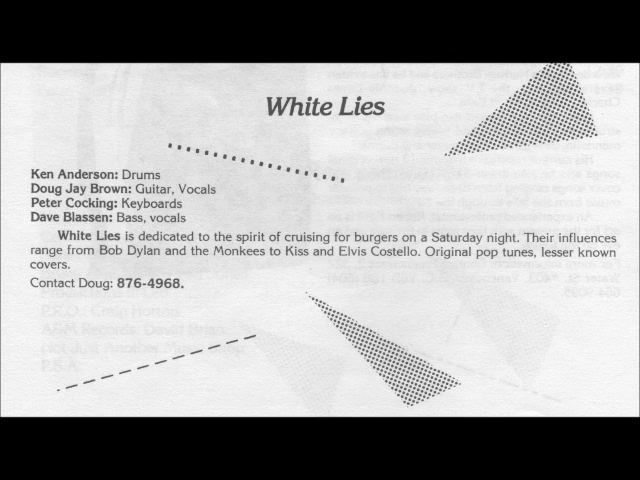 White Lies
Ken Anderson: Drums
Doug Jay Brown: Guitar, Vocals
Peter Cocking: Keyboards
Dave Blassen: Bass, vocals
White Lies is dedicated to the spirit of cruising for burgers on a Saturday night. Their influences
range from Bob Dylan and the Monkees to Kiss and Elvis Costello. Original pop tunes, lesser known
covers.
Contact Doug: 876-4968.